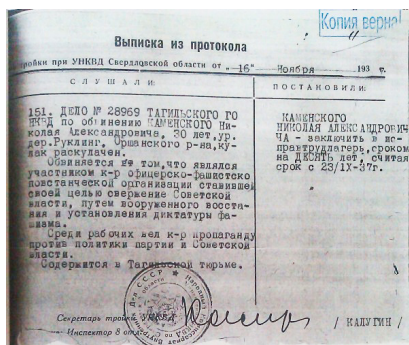 Копия верна
Выписка из протокола
тройки при УНКВД Свердловской области от „16" Ноября 193 г.
СЛУШАЛИ:
151. ДЕЛО № 28969 ТАГИЛЬСКОГО ГО
НКВД по обвинению КАМЕНСКОГО Ни-
колая Александровича, 30 лет, ур.
дер. Руклинг, Оршанского р-на, ку-
лак раскулачен.
Обвиняется в том, что являлся
участником к-р офицерско-фашистско
повстанческой организации ставившей
своей целью свержение Советской
власти, путем вооруженного восста-
ния и установления диктатуры фа-
шизма.
Среди рабочих вел к-р пропаганду
против политики партии и Советской
власти.
Содержится в Тагильской тюрьме.
ПОСТАНОВИЛИ:
КАМЕНСКОГО
НИКОЛАЯ АЛЕКСАНДРОВИ-
ЧА - заключить в ис-
правтрудлагерь, сроком
на ДЕСЯТЬ лет, считая
срок с 23/IX-37г.
Секретарь тройки УНКВД
Инспектор 8 отд.
/ КАЛУГИН /